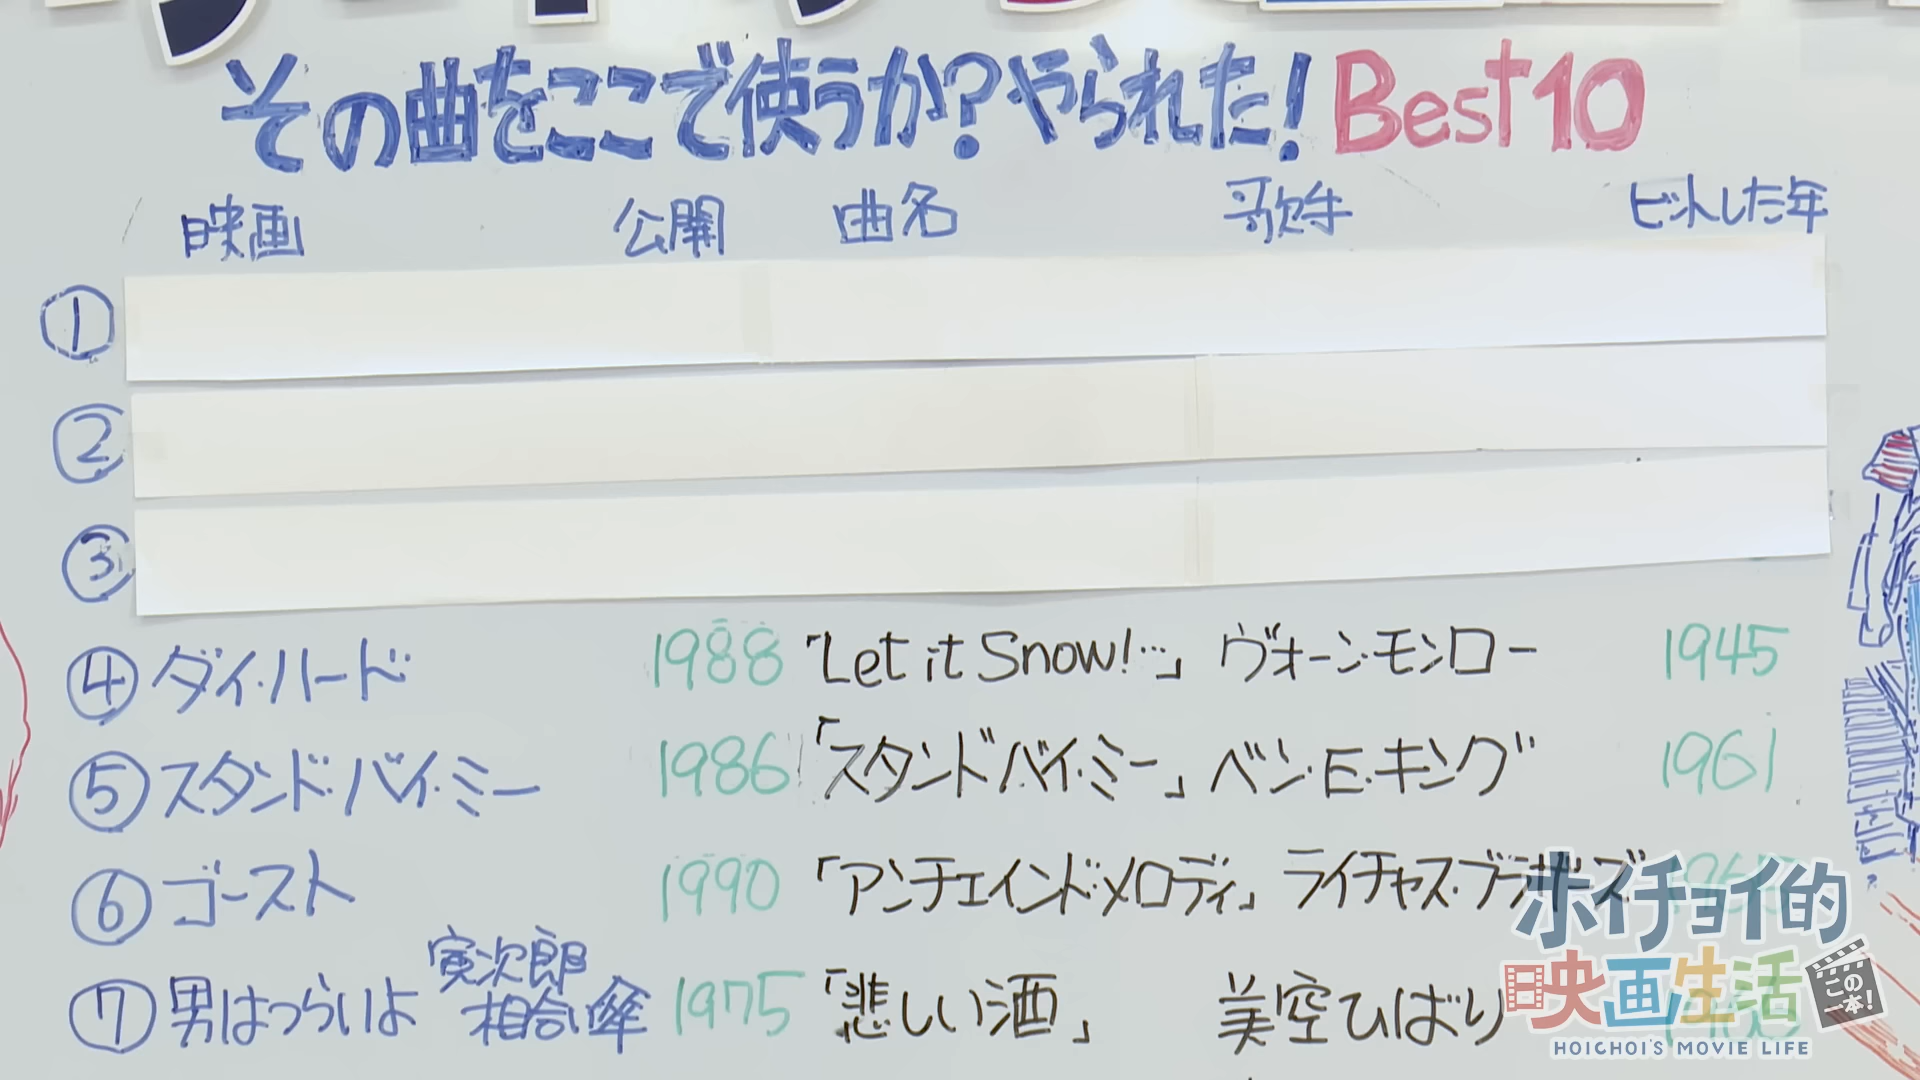 その曲をここで使うか?やられた!Best10
映画 公開 曲名 歌手 ヒットした年
①
②
③
④ ダイ・ハード 1988 「Let it Snow!…」 ヴォーン・モンロー 1945
⑤ スタンド・バイ・ミー 1986 「スタンド・バイ・ミー」 ベン・E・キング 1961
⑥ ゴースト 1990 「アンチェインド・メロディ」 ライチャス・ブラザーズ
⑦ 男はつらいよ 寅次郎相合い傘 1975 「悲しい酒」 美空ひばり
ホイチョイ的
映画生活
この一本!
HOICHOI'S MOVIE LIFE